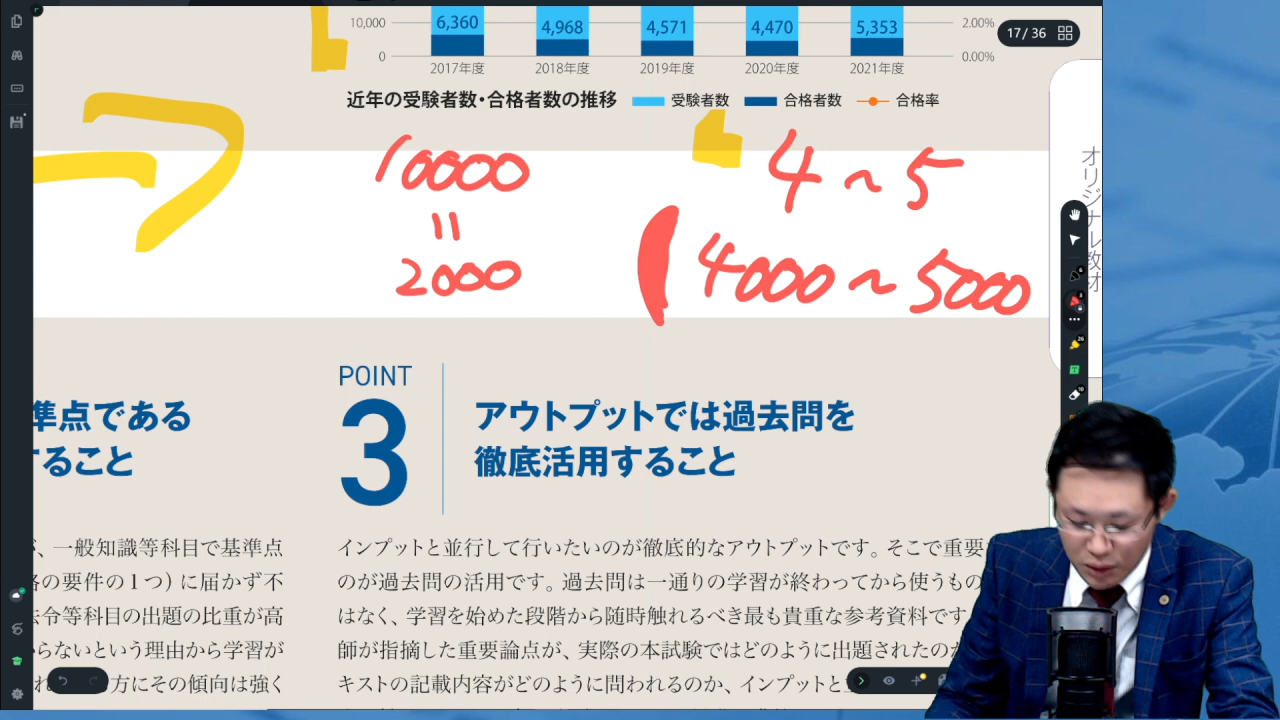 10,000
6,360
4,968
4,571
4,470
5,353
2.00%
17 / 36
0
0.00%
2017年度
2018年度
2019年度
2020年度
2021年度
近年の受験者数・合格者数の推移
受験者数
合格者数
合格率
10000
2000
4〜5
4000〜5000
オリジナル教材
準点である
すること
POINT
3
アウトプットでは過去問を
徹底活用すること
、一般知識等科目で基準点
の要件の1つ）に届かず不
令等科目の出題の比重が高
らないという理由から学習が
方にその傾向は強く
インプットと並行して行いたいのが徹底的なアウトプットです。そこで重要
のが過去問の活用です。過去問は一通りの学習が終わってから使うもの
はなく、学習を始めた段階から随時触れるべき最も貴重な参考資料です
師が指摘した重要論点が、実際の本試験ではどのように出題されたのか
キストの記載内容がどのように問われるのか、インプットと